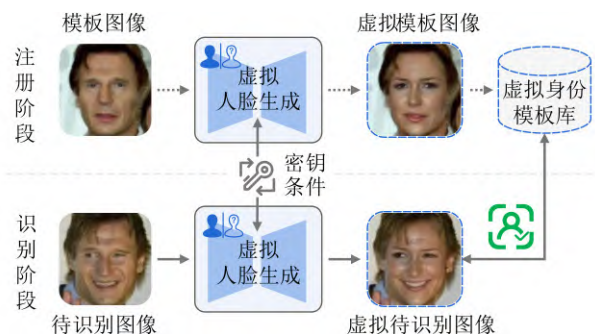 模板图像
虚拟模板图像
注册阶段
虚拟
人脸生成
虚拟身份
模板库
密钥
条件
识别阶段
虚拟
人脸生成
待识别图像
虚拟待识别图像